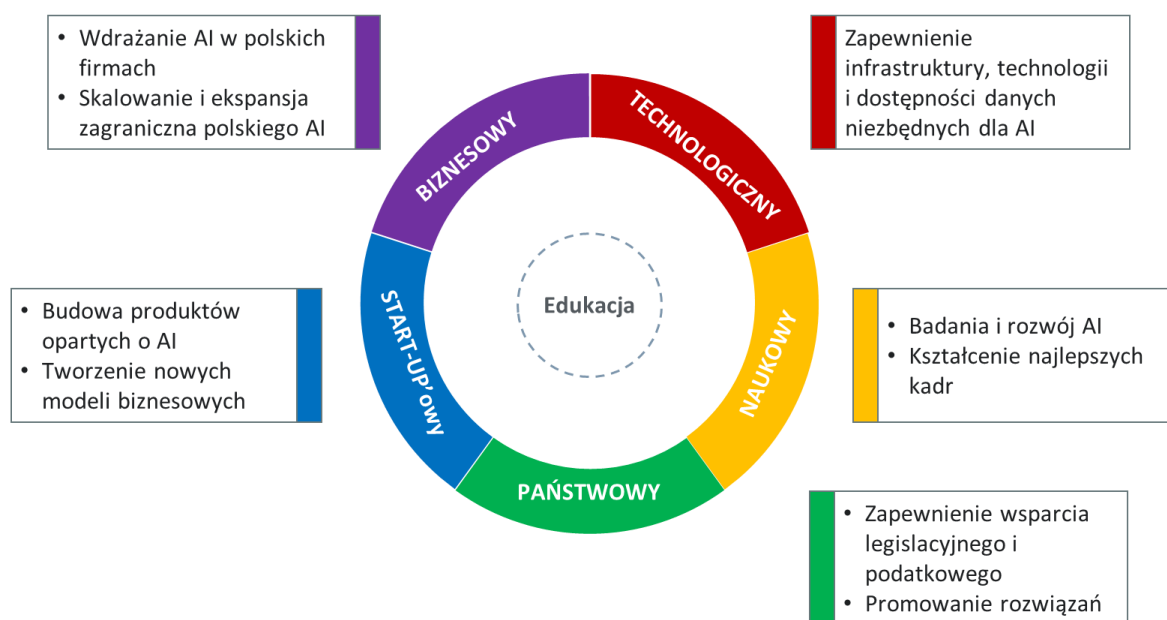 • Wdrażanie AI w polskich
firmach
• Skalowanie i ekspansja
zagraniczna polskiego AI
Zapewnienie
infrastruktury, technologii
i dostępności danych
niezbędnych dla AI
BIZNESOWY
TECHNOLOGICZNY
• Budowa produktów
opartych o AI
• Tworzenie nowych
modeli biznesowych
START-UP’owy
Edukacja
NAUKOWY
• Badania i rozwój AI
• Kształcenie najlepszych
kadr
PAŃSTWOWY
• Zapewnienie wsparcia
legislacyjnego i
podatkowego
• Promowanie rozwiązań